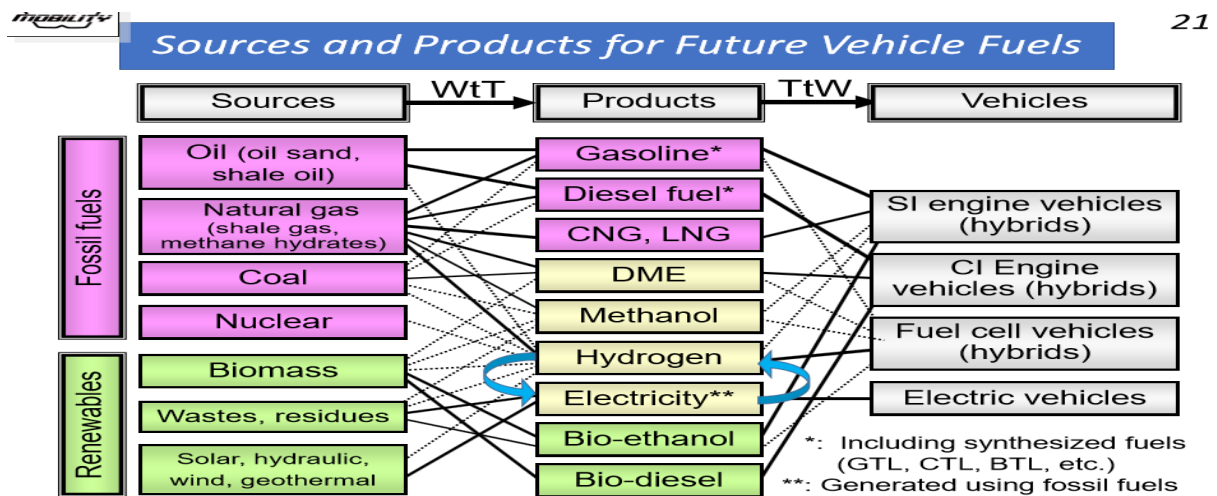 MOBILITY
21
Sources and Products for Future Vehicle Fuels
Sources
WtT
Products
TtW
Vehicles
Fossil fuels
Oil (oil sand,
shale oil)
Natural gas
(shale gas,
methane hydrates)
Coal
Nuclear
Renewables
Biomass
Wastes, residues
Solar, hydraulic,
wind, geothermal
Gasoline*
Diesel fuel*
CNG, LNG
DME
Methanol
Hydrogen
Electricity**
Bio-ethanol
Bio-diesel
SI engine vehicles
(hybrids)
CI Engine
vehicles (hybrids)
Fuel cell vehicles
(hybrids)
Electric vehicles
*: Including synthesized fuels
(GTL, CTL, BTL, etc.)
**: Generated using fossil fuels